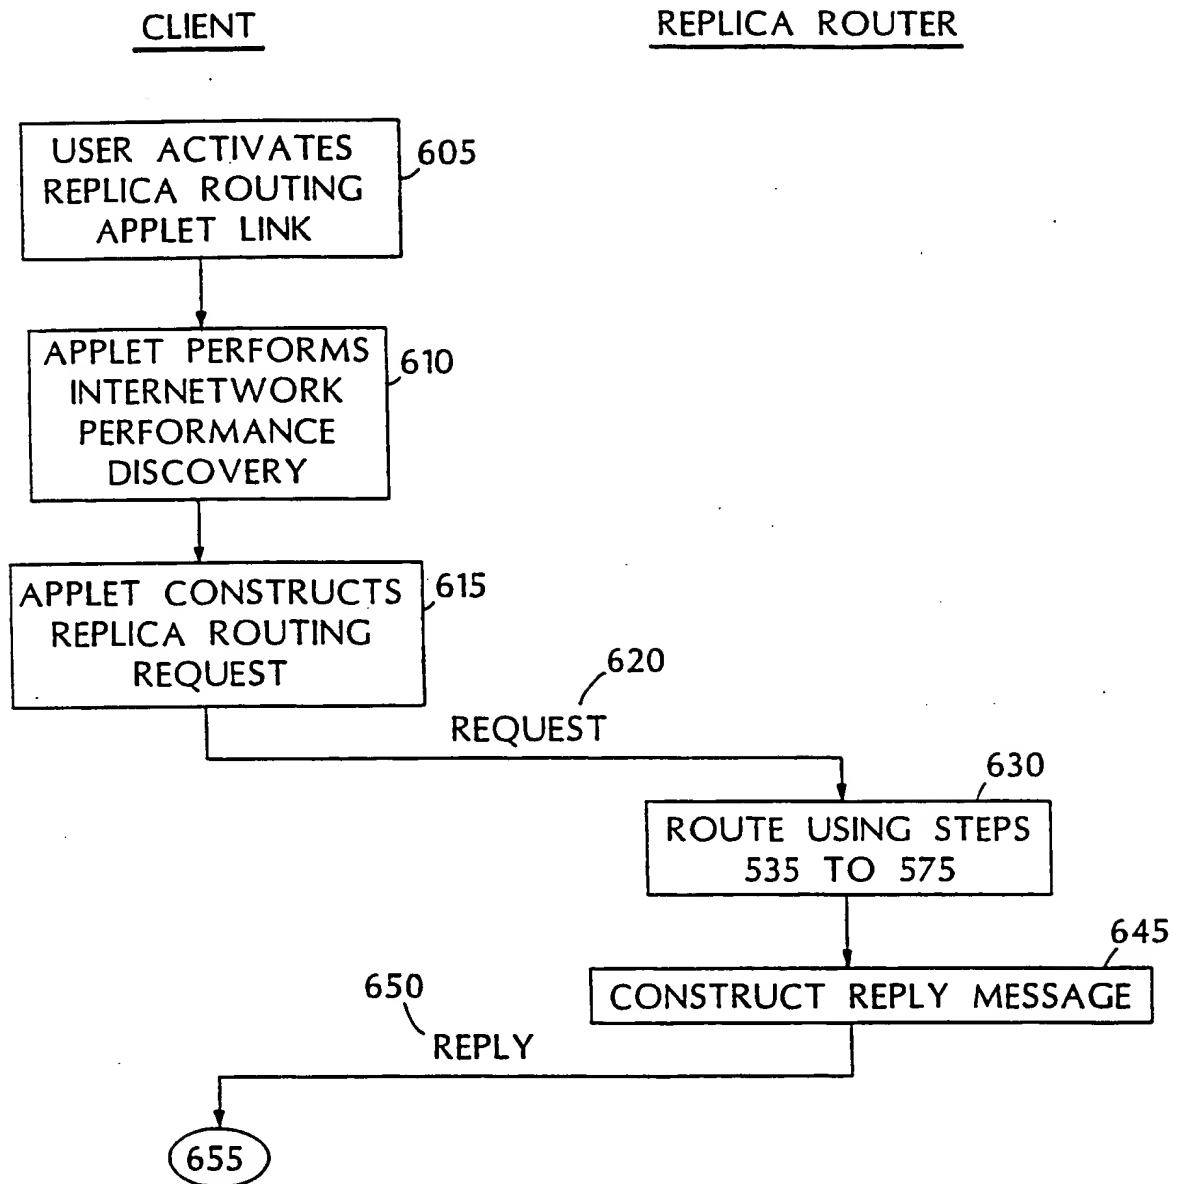 CLIENT
REPLICA ROUTER
USER ACTIVATES
REPLICA ROUTING
APPLET LINK
605
APPLET PERFORMS
INTERNETWORK
PERFORMANCE
DISCOVERY
610
APPLET CONSTRUCTS
REPLICA ROUTING
REQUEST
615
620
REQUEST
630
ROUTE USING STEPS
535 TO 575
645
CONSTRUCT REPLY MESSAGE
650
REPLY
655